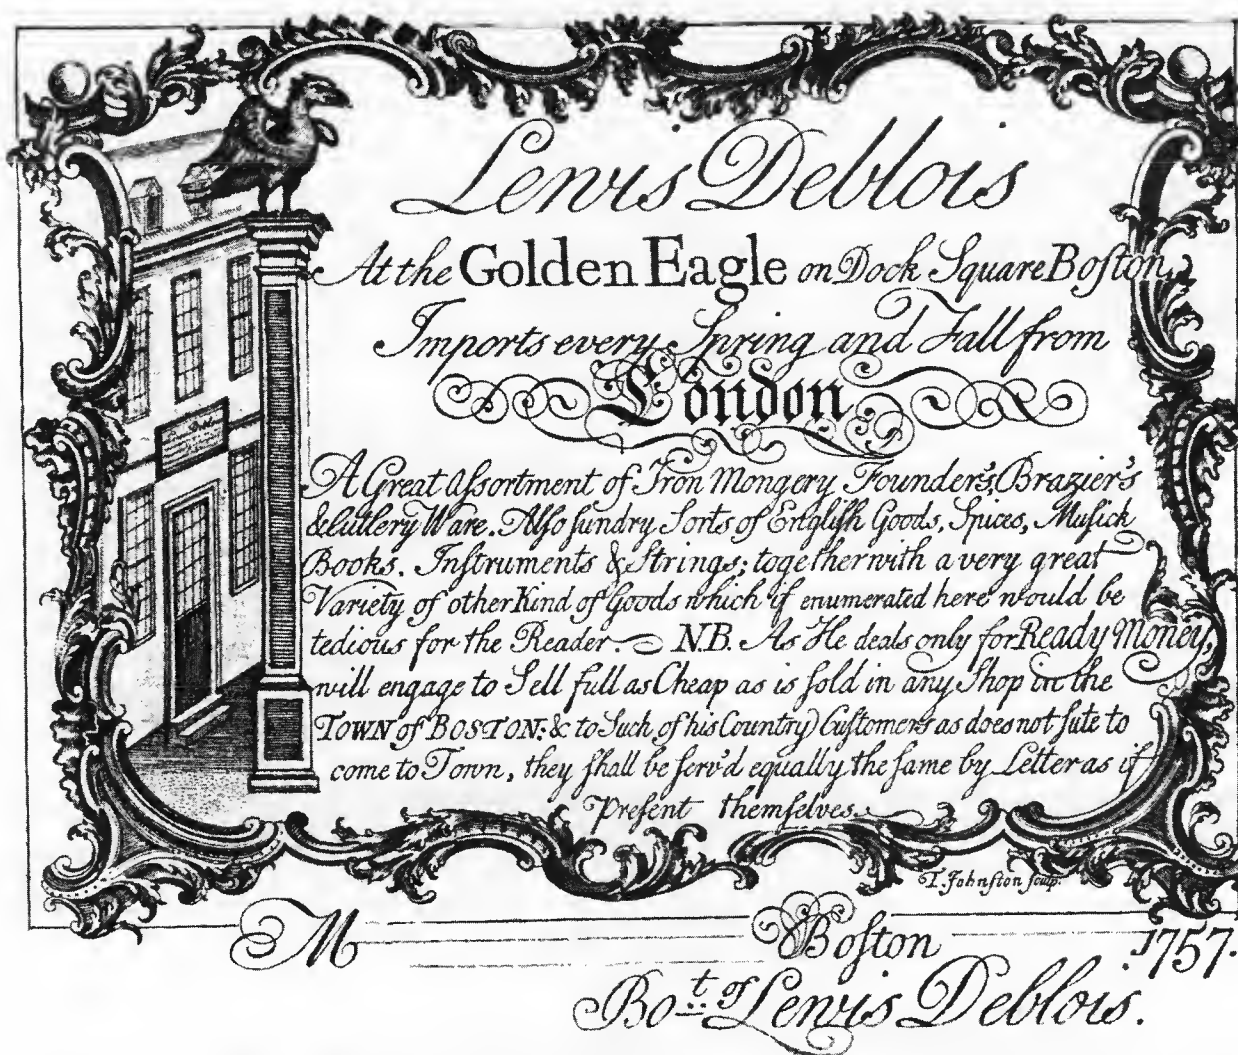 Lewis Deblois
At the Golden Eagle on Dock Square Boſton,
Imports every Spring and Fall from
London
A Great aſsortment of Iron Mongery Founder's, Brazier's
& Cutlery Ware. Alſo ſundry Sorts of Engliſh Goods, Spices, Muſick
Books. Inſtruments & Strings; together with a very great
Variety of other Kind of Goods which if enumerated here would be
tedious for the Reader. N.B. As He deals only for Ready Money,
will engage to Sell full as Cheap as is ſold in any Shop in the
TOWN of BOSTON: & to Such of his Country Cuſtomers as does not ſute to
come to Town, they ſhall be ſerv'd equally the ſame by Letter as if
Preſent themſelves.
T. Johnſton ſculp.
M Boſton 1757.
Bo.t of Lewis Deblois.